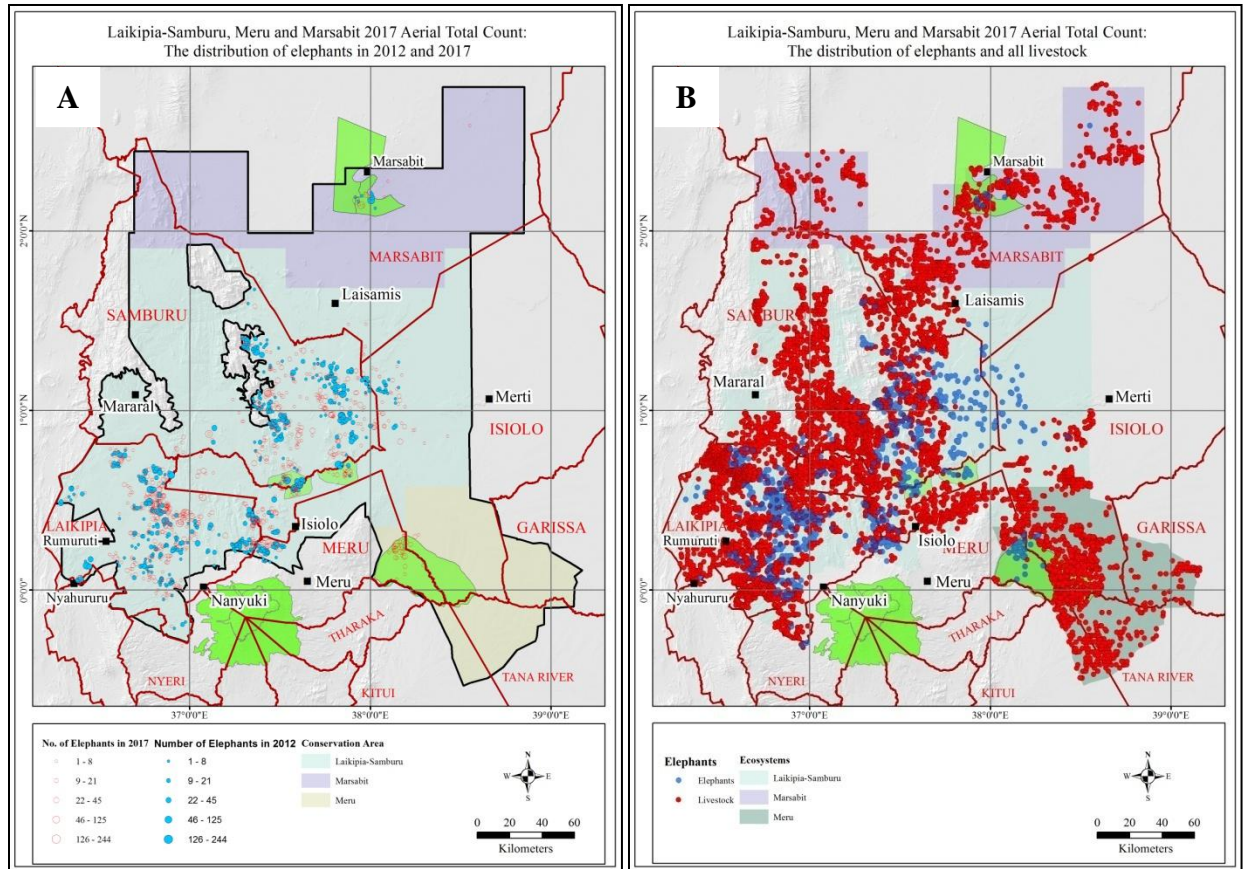 Laikipia-Samburu, Meru and Marsabit 2017 Aerial Total Count:
The distribution of elephants in 2012 and 2017
A
Marsabit
2°0'0"N
MARSABIT
Laisamis
SAMBURU
Mararal
Merti
1°0'0"N
ISIOLO
GARISSA
LAIKIPIA
Isiolo
Rumuruti
MERU
Meru
Nyahururu
Nanyuki
0°0'0"
THARAKA
NYERI
KITUI
TANA RIVER
37°0'0"E
38°0'0"E
39°0'0"E
No. of Elephants in 2017
1 - 8
9 - 21
22 - 45
46 - 125
126 - 244
Number of Elephants in 2012
1 - 8
9 - 21
22 - 45
46 - 125
126 - 244
Conservation Area
Laikipia-Samburu
Marsabit
Meru
N
W
E
S
0 20 40 60
Kilometers
Laikipia-Samburu, Meru and Marsabit 2017 Aerial Total Count:
The distribution of elephants and all livestock
B
Marsabit
2°0'0"N
MARSABIT
Laisamis
SAMBURU
Mararal
Merti
1°0'0"N
ISIOLO
GARISSA
LAIKIPIA
Isiolo
Rumuruti
MERU
Meru
Nyahururu
Nanyuki
0°0'0"
THARAKA
NYERI
KITUI
TANA RIVER
37°0'0"E
38°0'0"E
39°0'0"E
Elephants
Elephants
Livestock
Ecosystems
Laikipia-Samburu
Marsabit
Meru
N
W
E
S
0 20 40 60
Kilometers